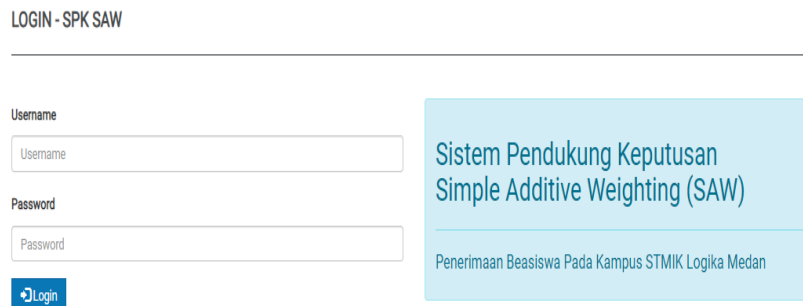 LOGIN - SPK SAW
Username
Username
Password
Password
Login
Sistem Pendukung Keputusan
Simple Additive Weighting (SAW)
Penerimaan Beasiswa Pada Kampus STMIK Logika Medan